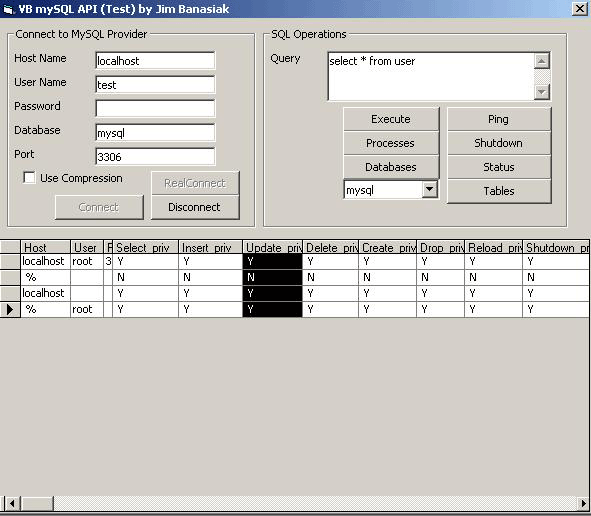 VB mySQL API (Test) by Jim Banasiak
Connect to MySQL Provider
Host Name localhost
User Name test
Password
Database mysql
Port 3306
Use Compression
RealConnect
Connect Disconnect
SQL Operations
Query select * from user
Execute Ping
Processes Shutdown
Databases Status
mysql Tables
Host User P Select_priv Insert_priv Update_priv Delete_priv Create_priv Drop_priv Reload_priv Shutdown_pr
localhost root 3 Y Y Y Y Y Y Y Y
% N N N N N N N N
localhost Y Y Y Y Y Y Y Y
% root Y Y Y Y Y Y Y Y